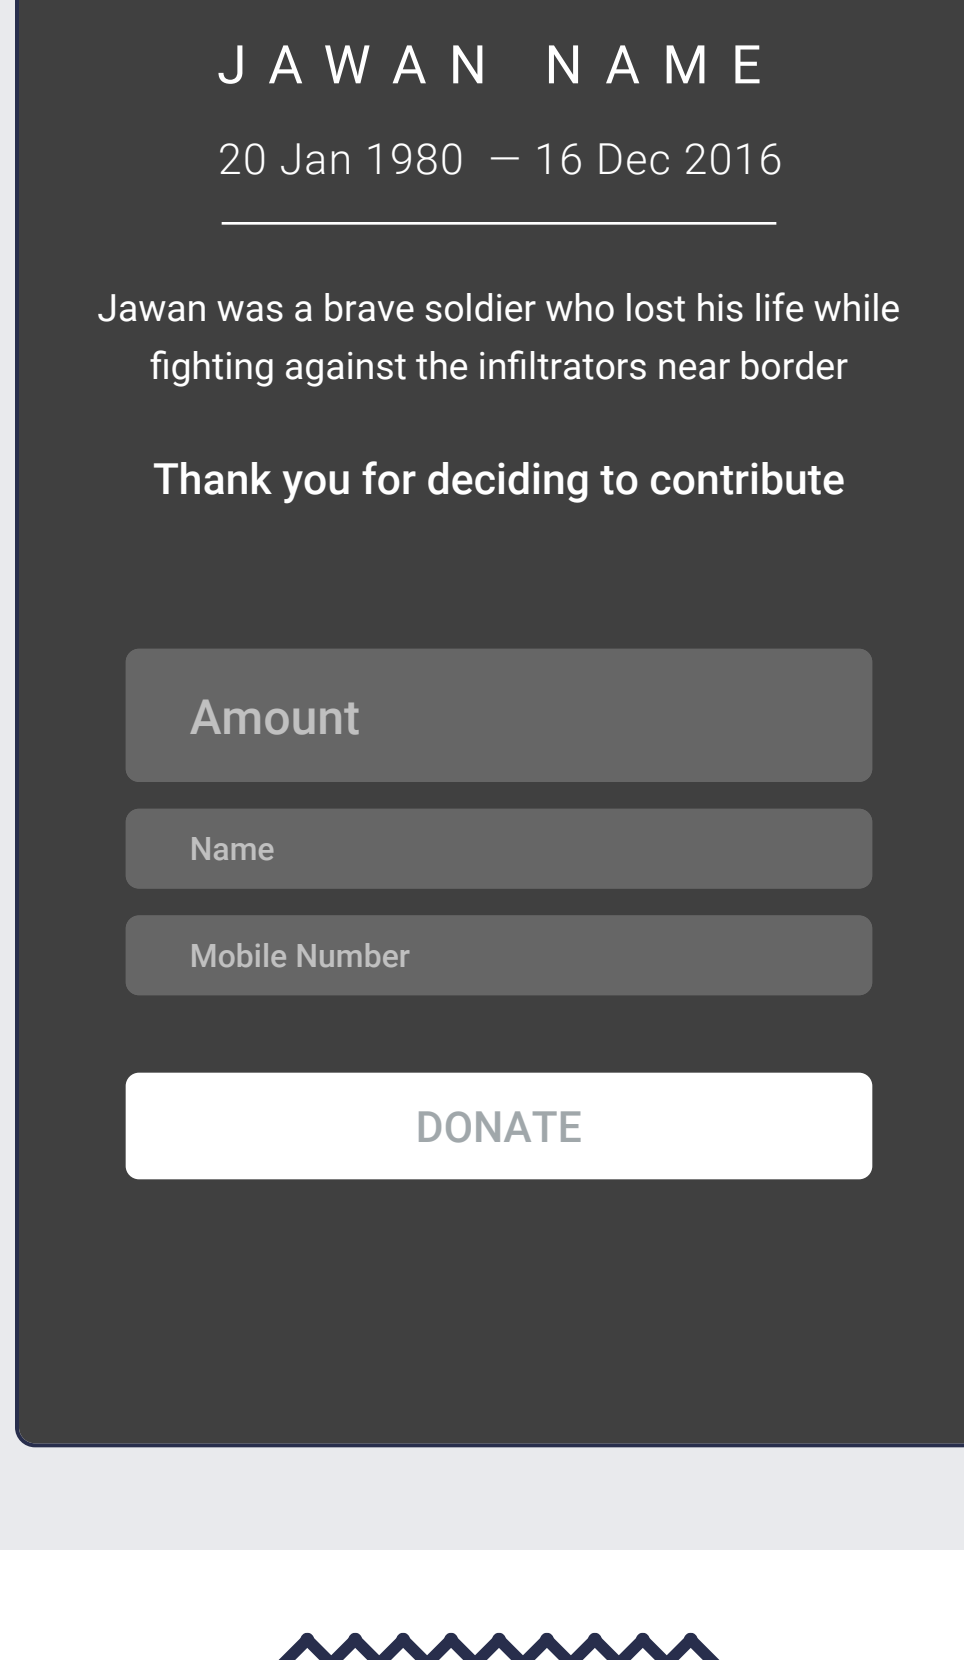 JAWAN NAME
20 Jan 1980 — 16 Dec 2016
Jawan was a brave soldier who lost his life while
fighting against the infiltrators near border
Thank you for deciding to contribute
Amount
Name
Mobile Number
DONATE